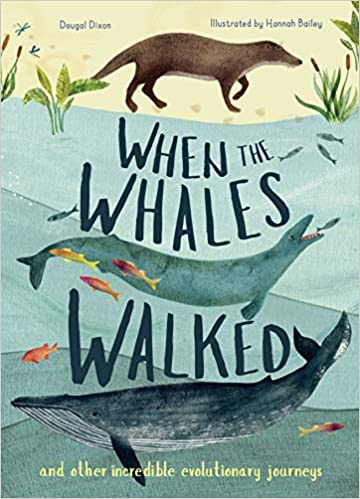 Dougal Dixon
Illustrated by Hannah Bailey
WHEN THE
WHALES
WALKED
and other incredible evolutionary journeys